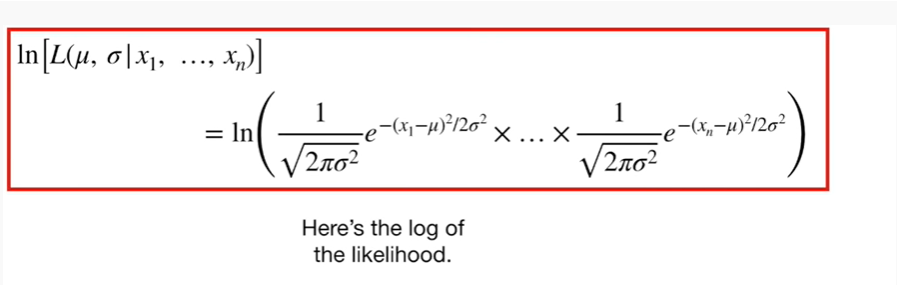 ln[L(μ, σ|x₁, ..., xₙ)]
= ln( 1/√(2πσ²) e^(−(x₁−μ)²/2σ²) × ... × 1/√(2πσ²) e^(−(xₙ−μ)²/2σ²) )
Here's the log of
the likelihood.